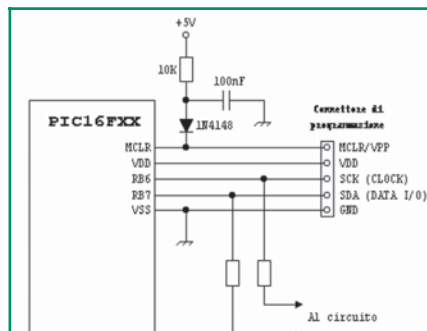 +5V
10K
100nF
1N4148
Connettore di
programmazione
PIC16FXX
MCLR
VDD
RB6
RB7
VSS
MCLR/VPP
VDD
SCK (CLOCK)
SDA (DATA I/O)
GND
Al circuito